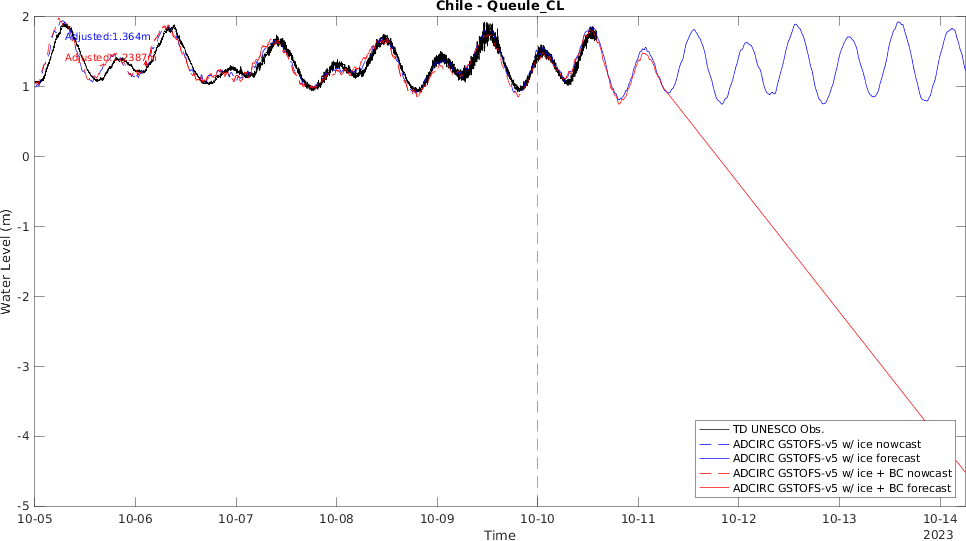 Chile - Queule_CL
Adjusted:1.364m
2
1
0
-1
-2
-3
-4
-5
Water Level (m)
TD UNESCO Obs.
ADCIRC GSTOFS-v5 w/ ice nowcast
ADCIRC GSTOFS-v5 w/ ice forecast
ADCIRC GSTOFS-v5 w/ ice + BC nowcast
ADCIRC GSTOFS-v5 w/ ice + BC forecast
10-05 10-06 10-07 10-08 10-09 10-10 10-11 10-12 10-13 10-14
2023
Time